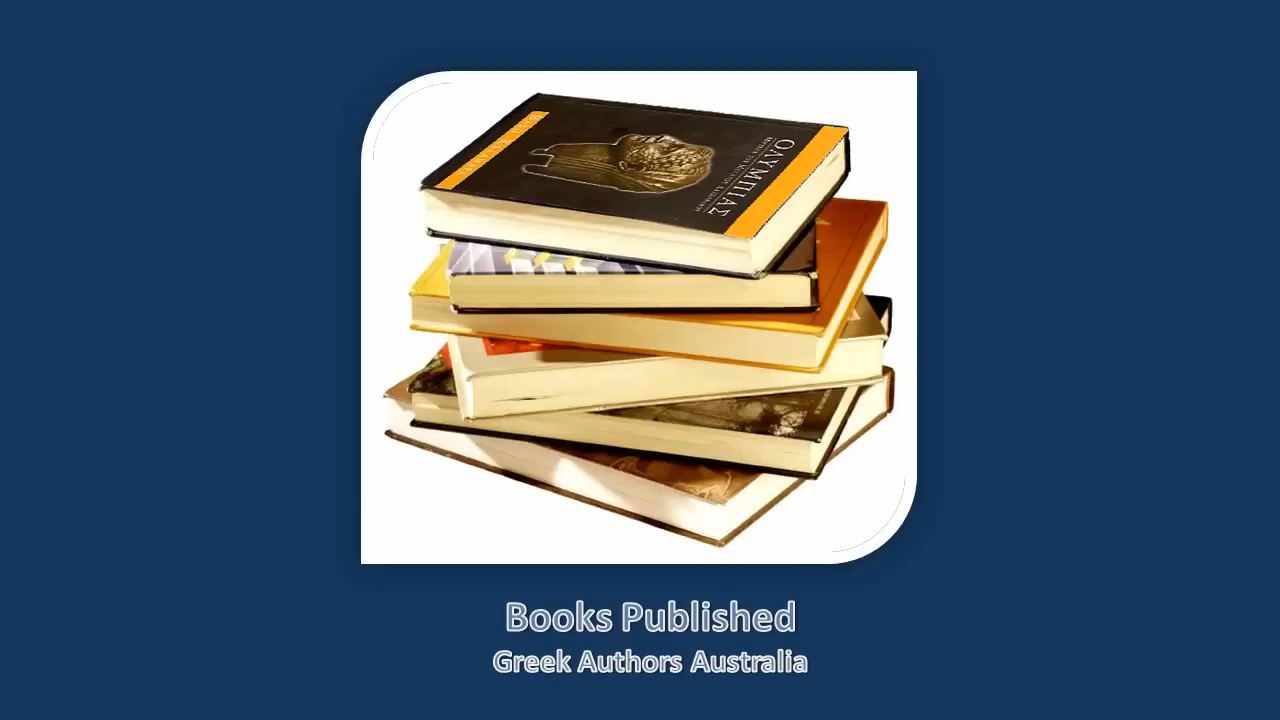 ΟΛΥΜΠΙΑΣ
Books Published
Greek Authors Australia